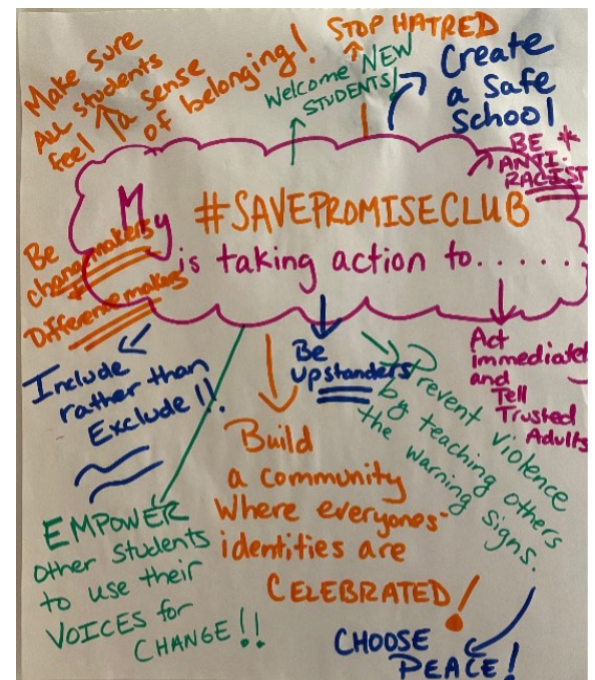 Make sure
ALL students
feel a sense
of belonging!
STOP HATRED
Welcome NEW
STUDENTS!
Create
a Safe
School
BE *
ANTI-
RACIST
My #SAVEPROMISECLUB
is taking action to......
Be
changemakers
+
Difference makers
Include
rather than
Exclude!!.
EMPOWER
other students
to use their
VOICES for
CHANGE!!
Build
a community
where everyones'
identities are
CELEBRATED!
Be
upstanders
Prevent violence
by teaching others
the warning signs.
Act
immediatel
and
Tell
Trusted
Adults
CHOOSE
PEACE!